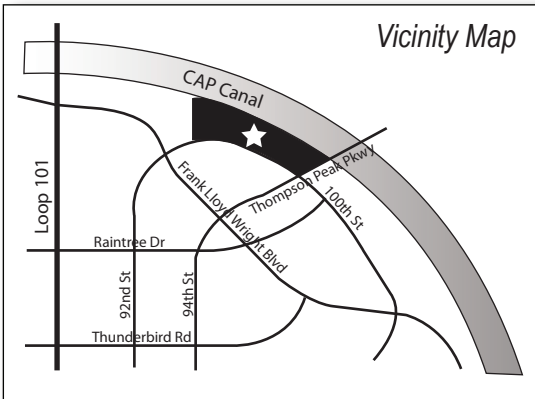 Vicinity Map
CAP Canal
Loop 101
Thompson Peak Pkwy
Frank Lloyd Wright Blvd
100th St
Raintree Dr
92nd St
94th St
Thunderbird Rd